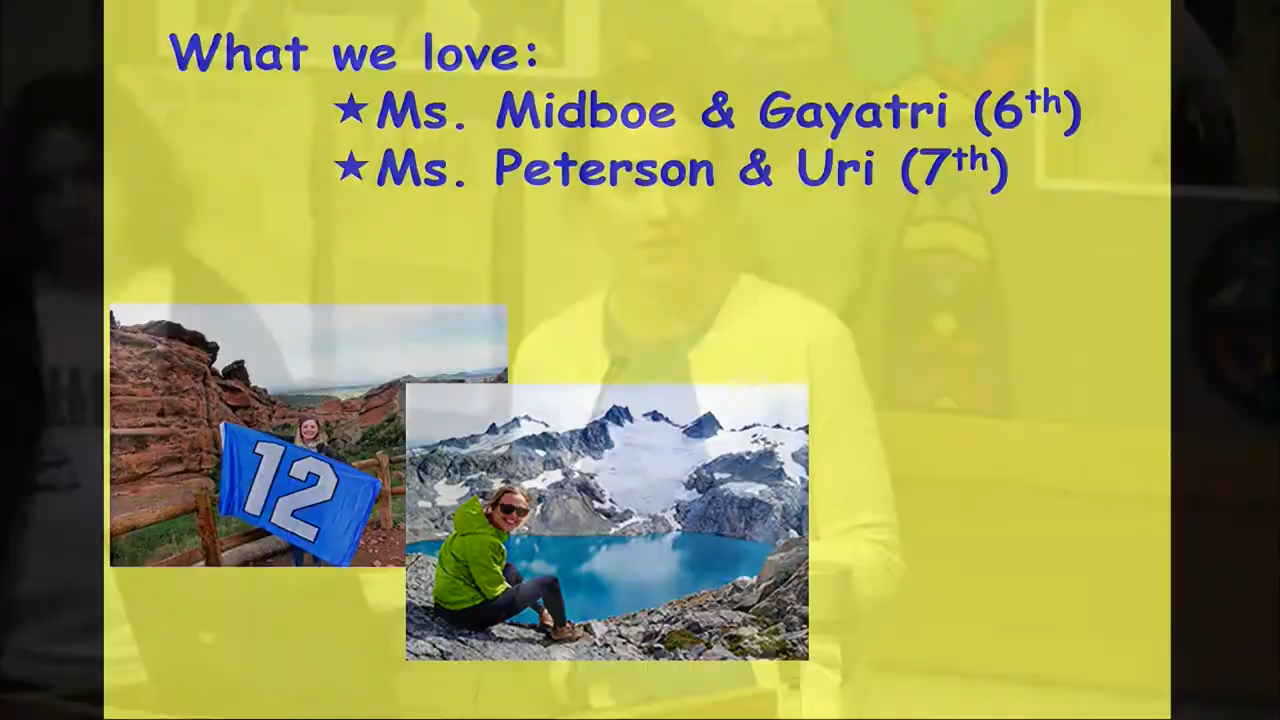 What we love:
★Ms. Midboe & Gayatri (6th)
★Ms. Peterson & Uri (7th)
12